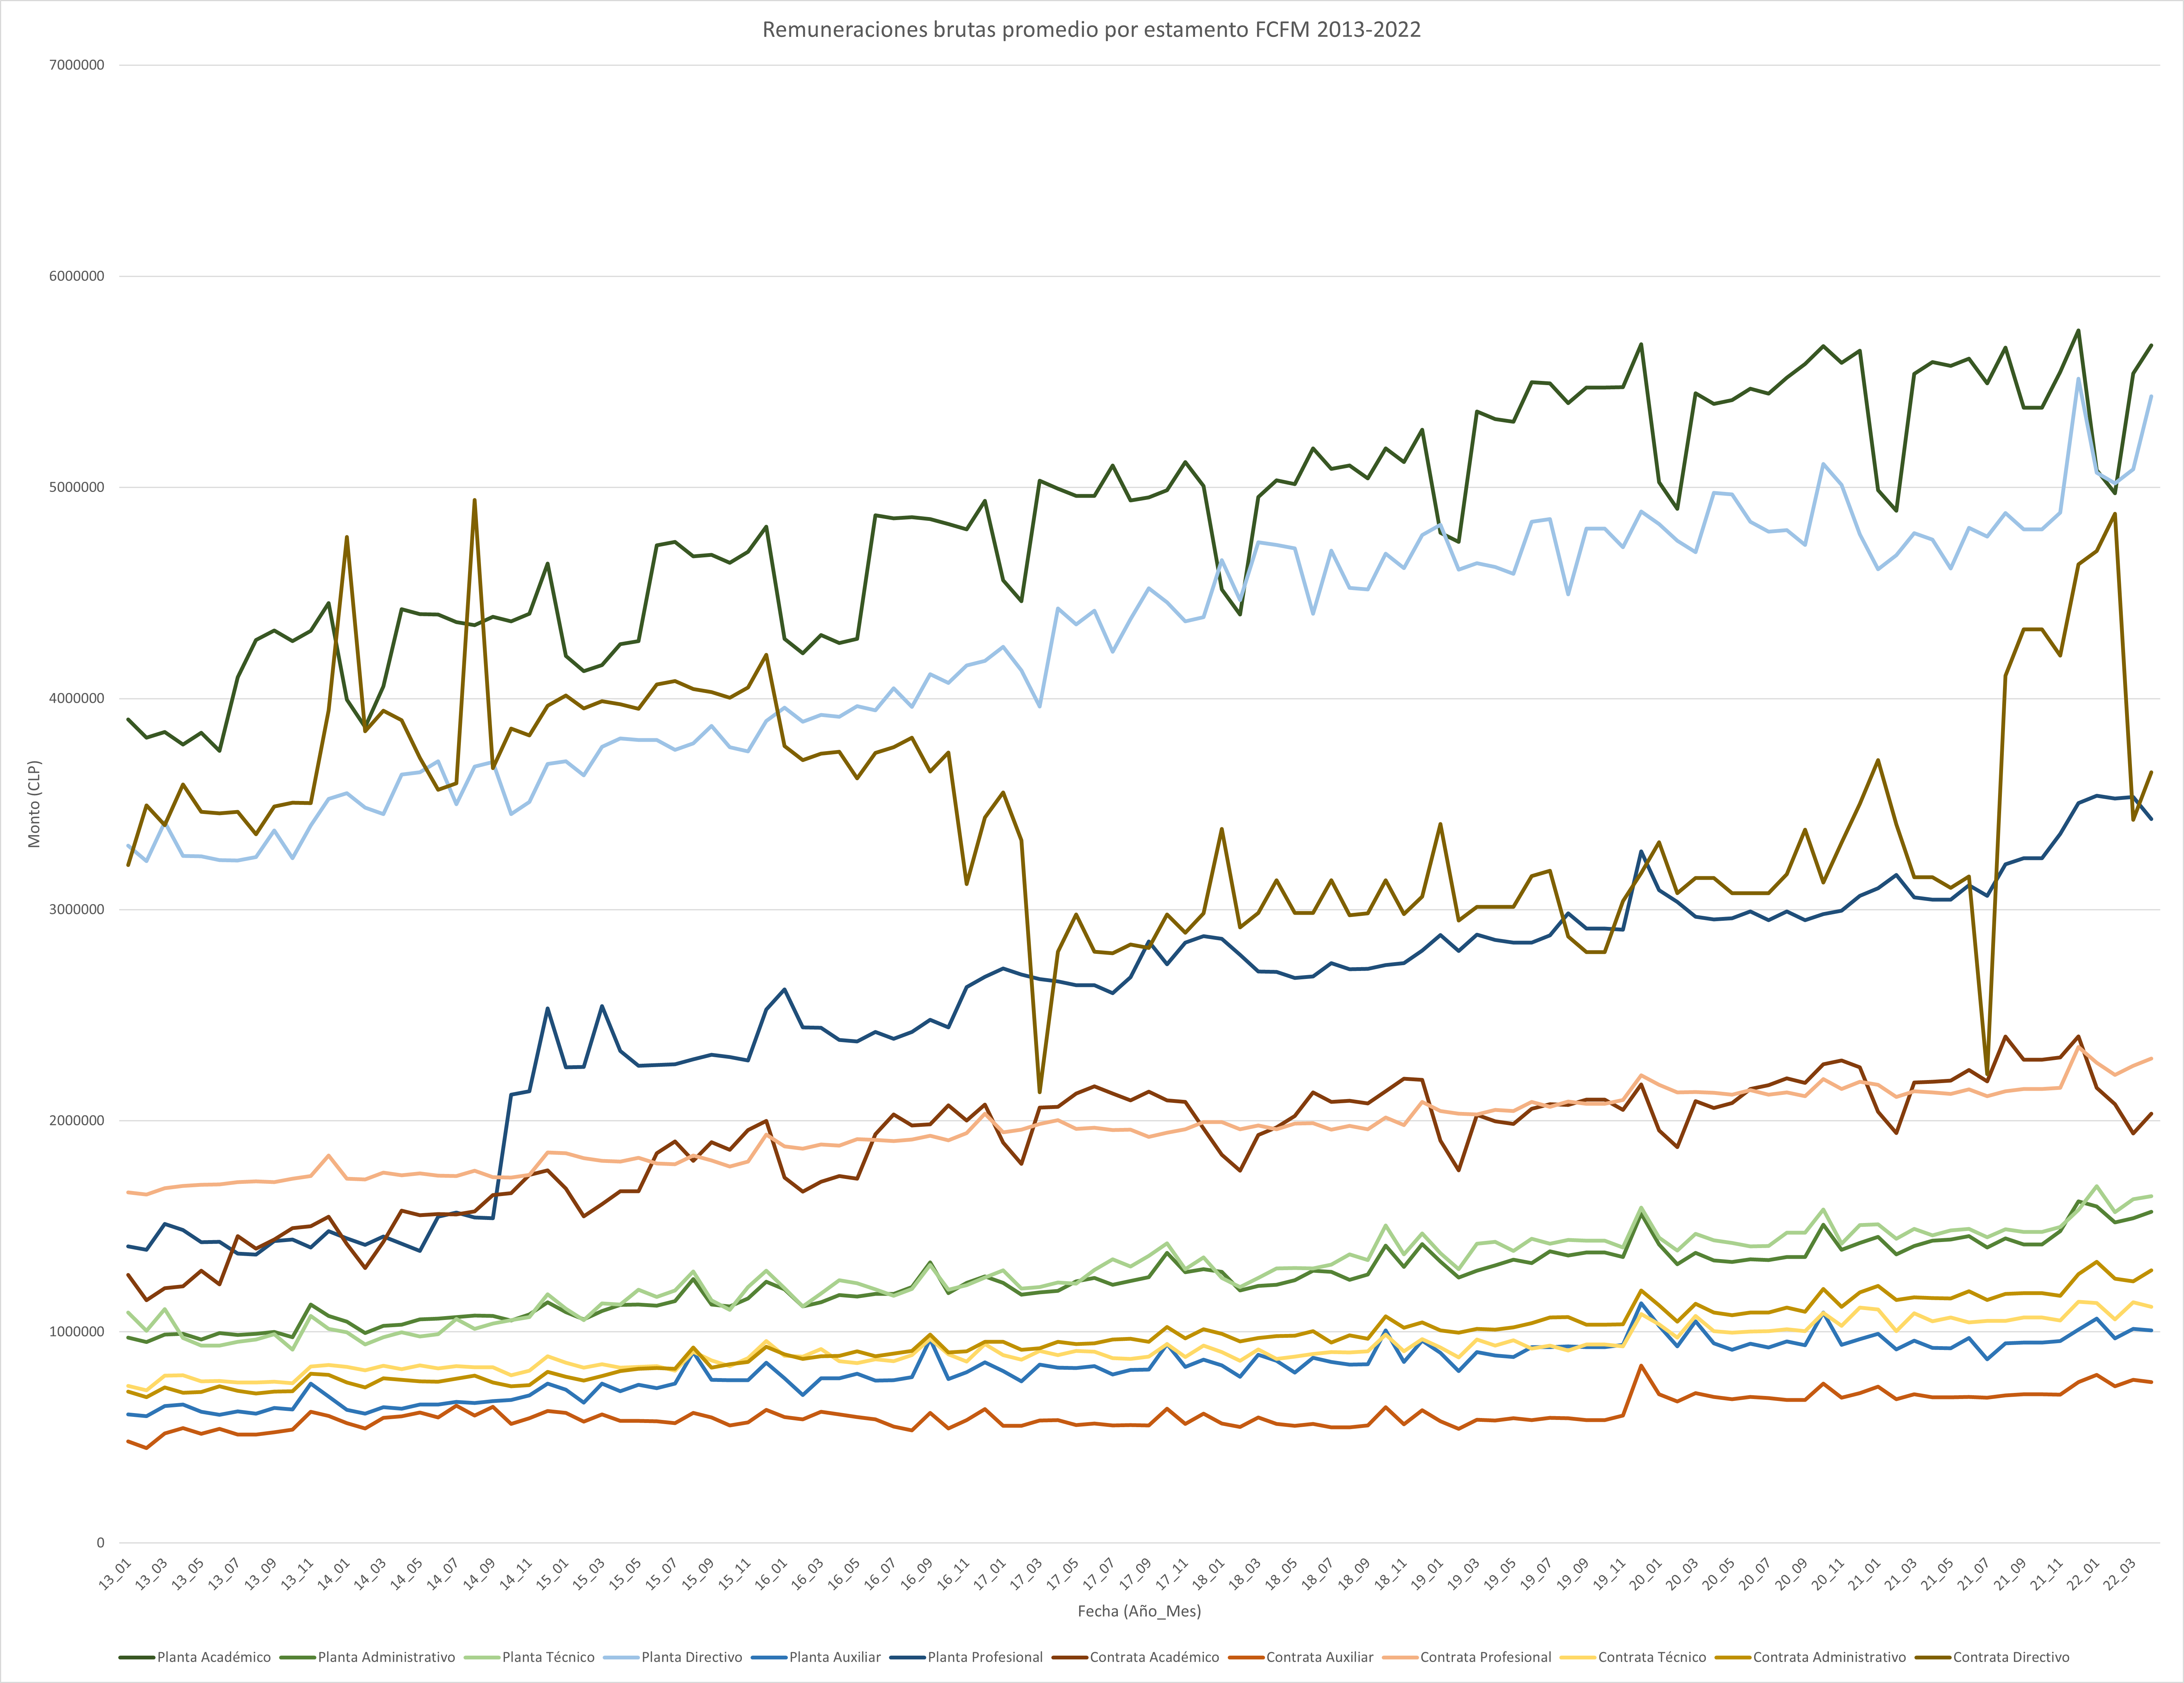 Remuneraciones brutas promedio por estamento FCFM 2013-2022
7000000
6000000
5000000
4000000
3000000
2000000
1000000
0
Monto (CLP)
13_01 13_03 13_05 13_07 13_09 13_11 14_01 14_03 14_05 14_07 14_09 14_11 15_01 15_03 15_05 15_07 15_09 15_11 16_01 16_03 16_05 16_07 16_09 16_11 17_01 17_03 17_05 17_07 17_09 17_11 18_01 18_03 18_05 18_07 18_09 18_11 19_01 19_03 19_05 19_07 19_09 19_11 20_01 20_03 20_05 20_07 20_09 20_11 21_01 21_03 21_05 21_07 21_09 21_11 22_01 22_03
Fecha (Año_Mes)
Planta Académico Planta Administrativo Planta Técnico Planta Directivo Planta Auxiliar Planta Profesional Contrata Académico Contrata Auxiliar Contrata Profesional Contrata Técnico Contrata Administrativo Contrata Directivo